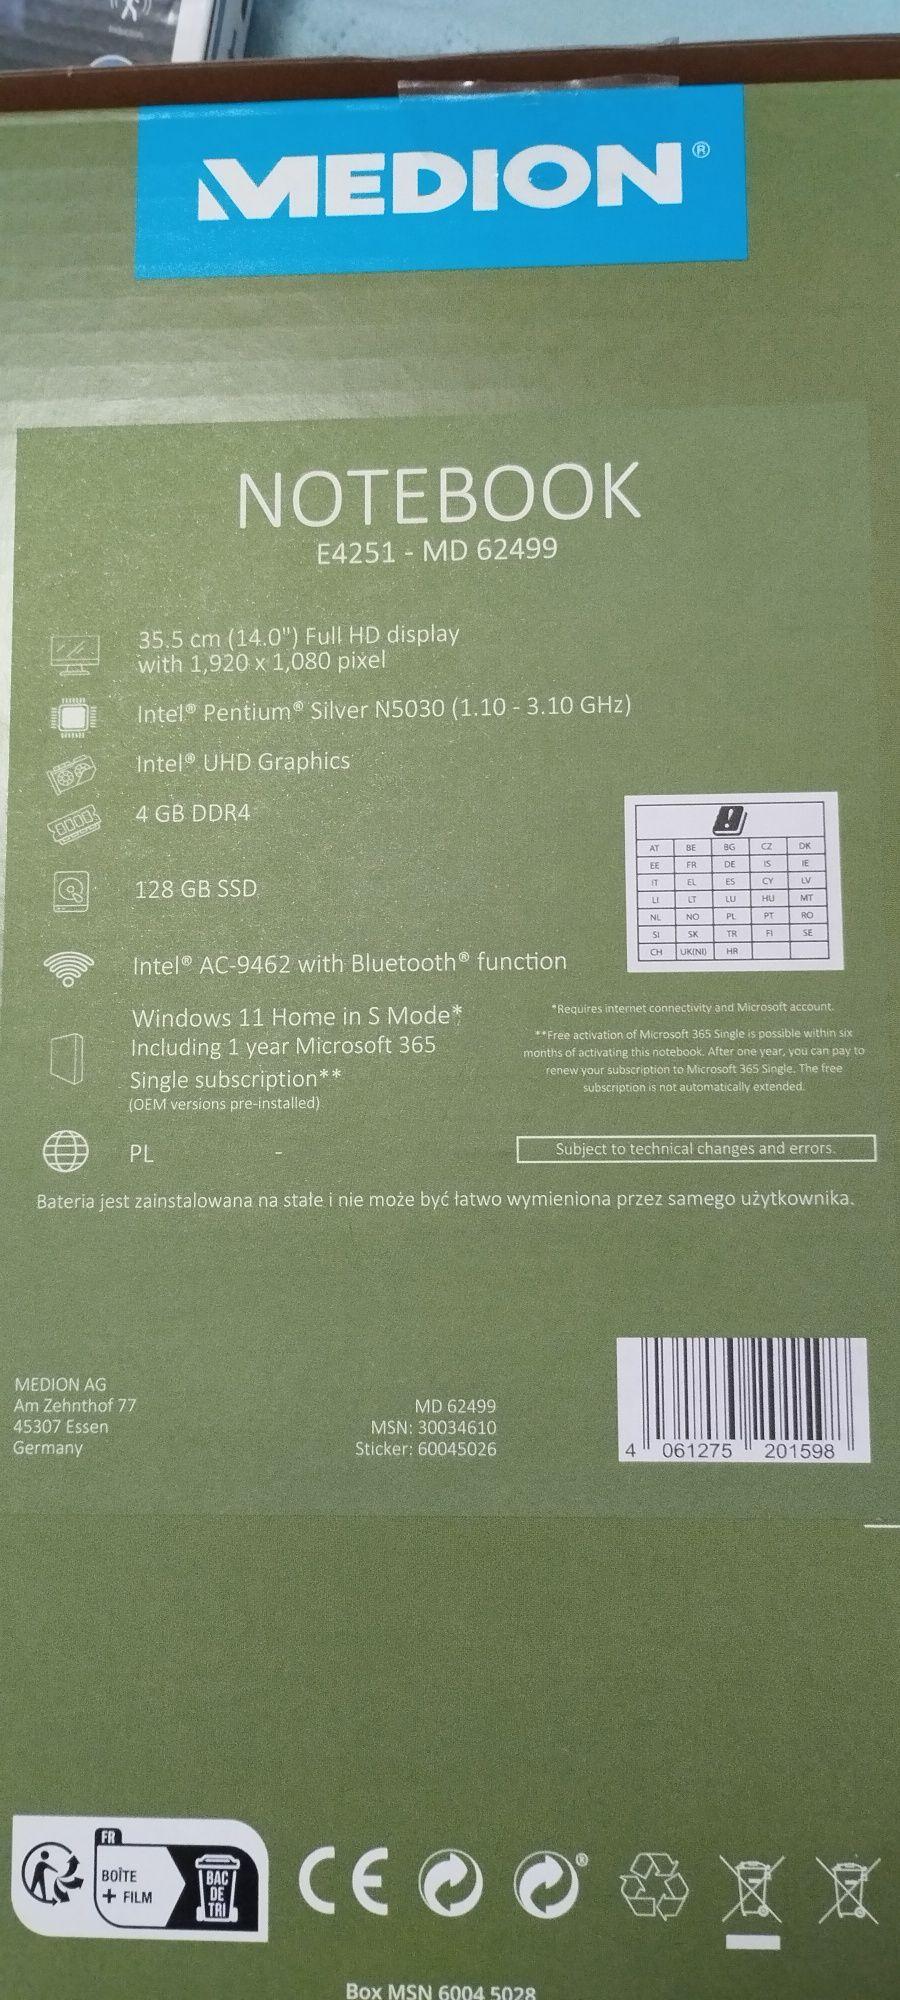 MEDION®
NOTEBOOK
E4251 - MD 62499
35.5 cm (14.0") Full HD display
with 1,920 x 1,080 pixel
Intel® Pentium® Silver N5030 (1.10 - 3.10 GHz)
Intel® UHD Graphics
4 GB DDR4
128 GB SSD
Intel® AC-9462 with Bluetooth® function
Windows 11 Home in S Mode*
Including 1 year Microsoft 365
Single subscription**
(OEM versions pre-installed)
PL -
AT BE BG CZ DK
EE FR DE IS IE
IT EL ES CY LV
LI LT LU HU MT
NL NO PL PT RO
SI SK TR FI SE
CH UK(NI) HR
*Requires internet connectivity and Microsoft account.
**Free activation of Microsoft 365 Single is possible within six
months of activating this notebook. After one year, you can pay to
renew your subscription to Microsoft 365 Single. The free
subscription is not automatically extended.
Subject to technical changes and errors.
Bateria jest zainstalowana na stałe i nie może być łatwo wymieniona przez samego użytkownika.
MEDION AG
Am Zehnthof 77
45307 Essen
Germany
MD 62499
MSN: 30034610
Sticker: 60045026
4 061275 201598
FR
BOÎTE
+ FILM
BAC
DE
TRI
CE
®
Box MSN 6004 5028